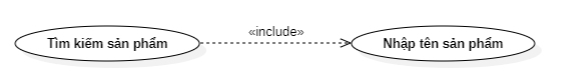 «include»
Tìm kiếm sản phẩm
Nhập tên sản phẩm